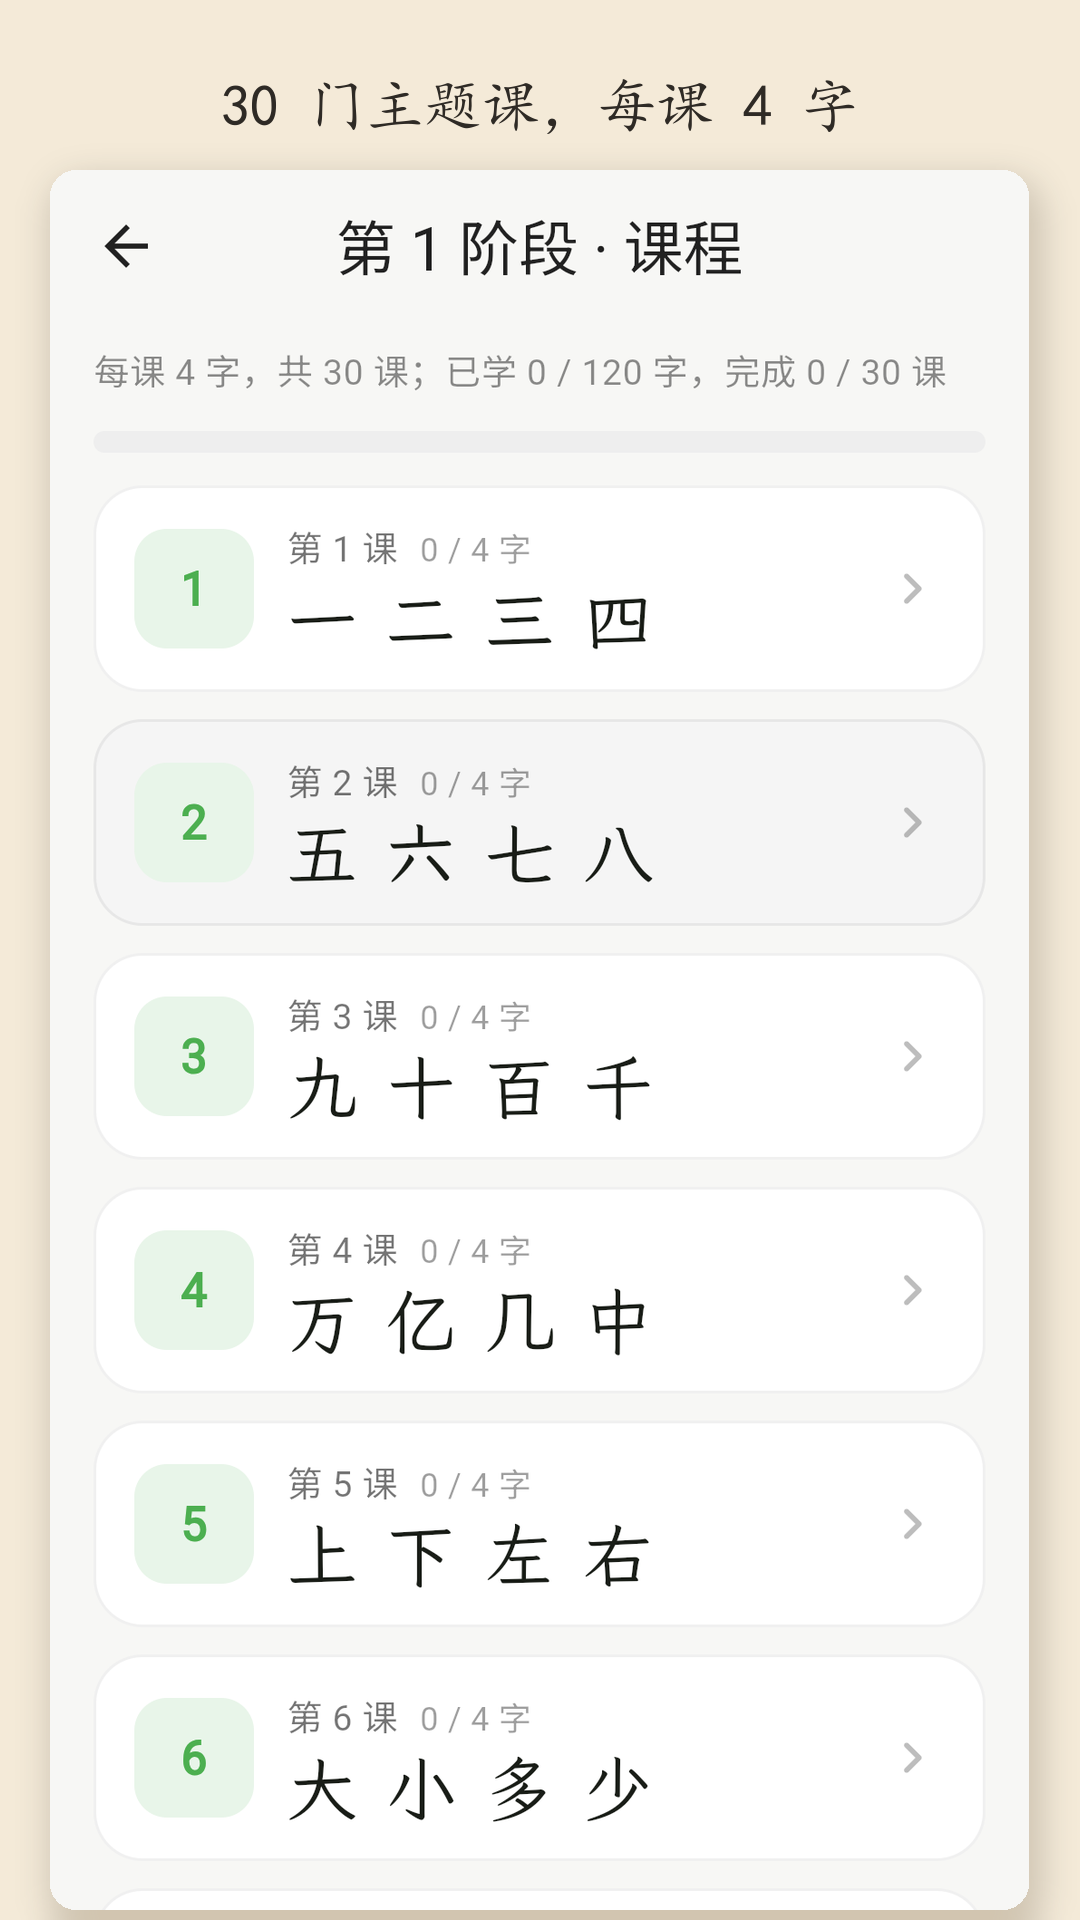 30 门主题课，每课 4 字
第 1 阶段 · 课程
每课 4 字，共 30 课；已学 0 / 120 字，完成 0 / 30 课
1
第 1 课 0 / 4 字
一 二 三 四
2
第 2 课 0 / 4 字
五 六 七 八
3
第 3 课 0 / 4 字
九 十 百 千
4
第 4 课 0 / 4 字
万 亿 几 中
5
第 5 课 0 / 4 字
上 下 左 右
6
第 6 课 0 / 4 字
大 小 多 少